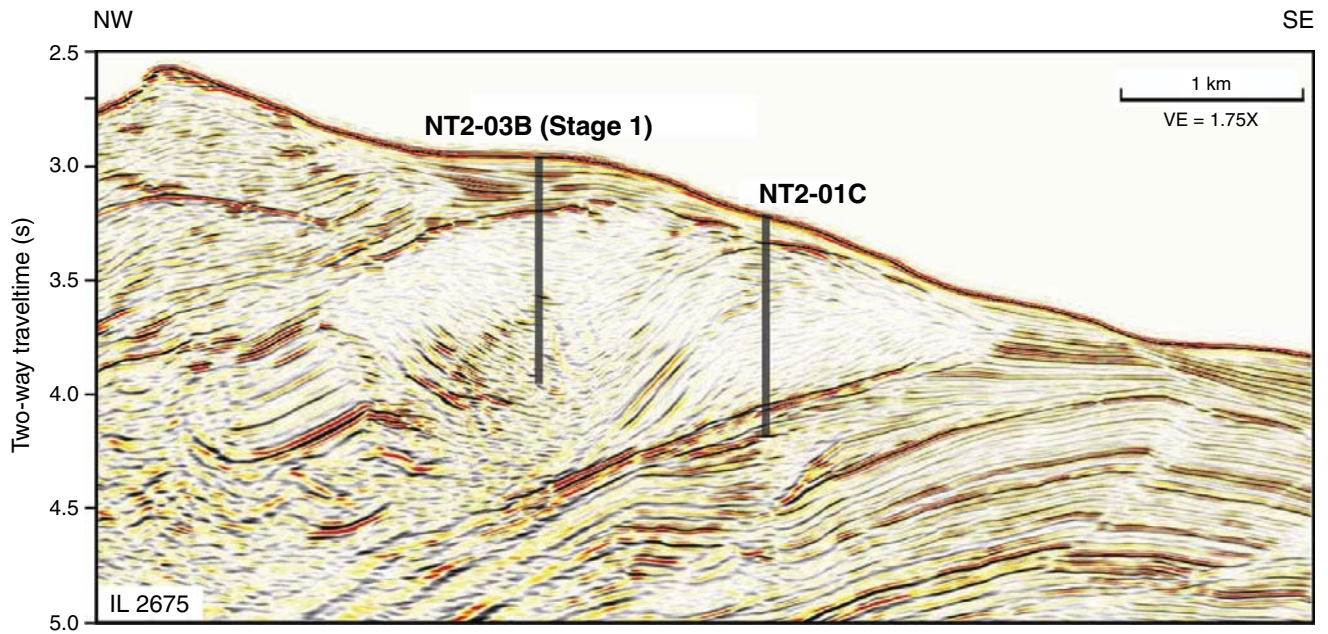 NW
SE
2.5
1 km
VE = 1.75X
NT2-03B (Stage 1)
3.0
NT2-01C
3.5
Two-way traveltime (s)
4.0
4.5
IL 2675
5.0